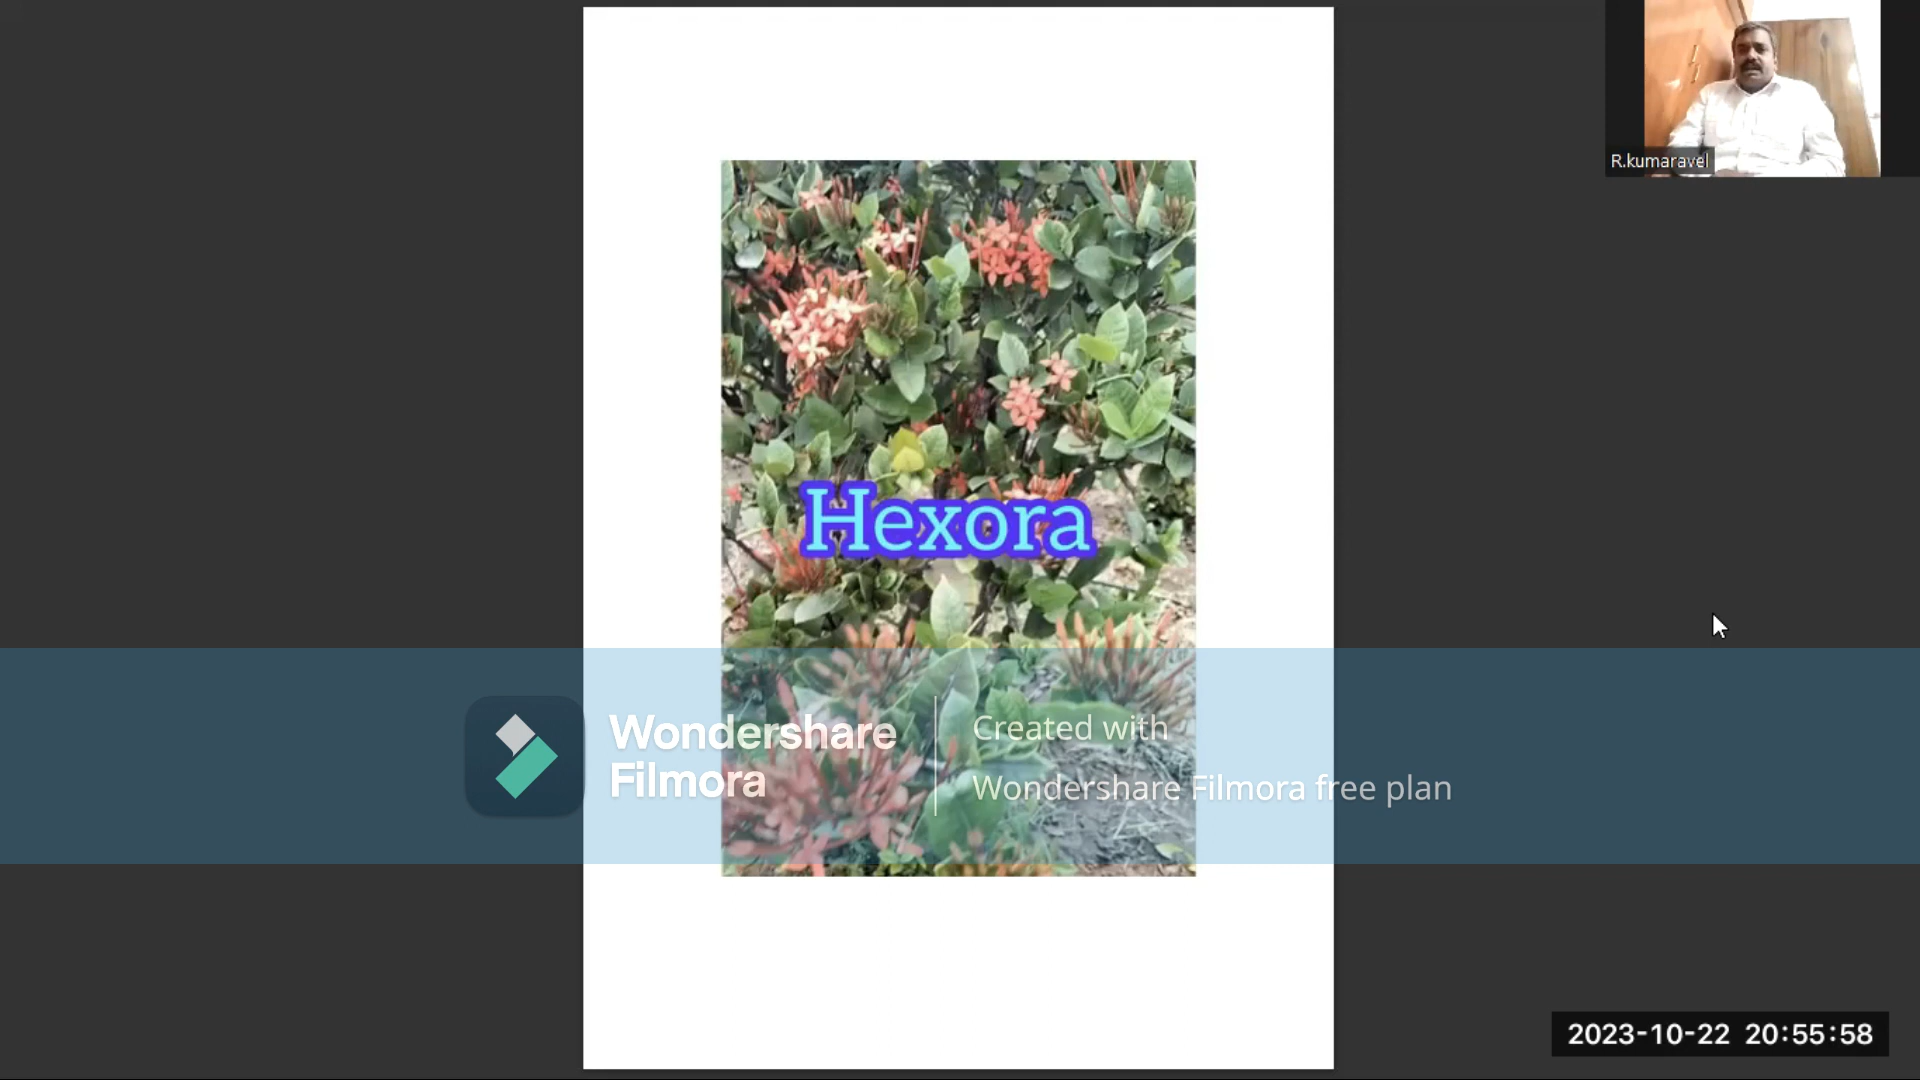 R.kumaravel
Hexora
Wondershare
Filmora
Created with
Wondershare Filmora free plan
2023-10-22 20:55:58